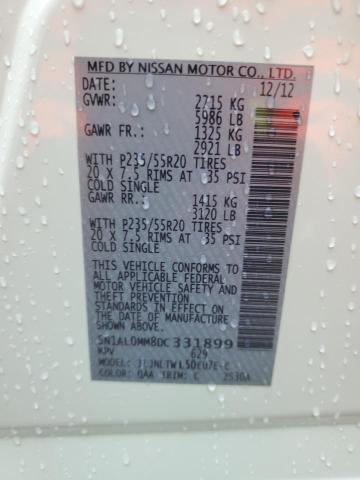 MFD BY NISSAN MOTOR CO., LTD.
DATE: 12/12
GVWR: 2715 KG
5986 LB
GAWR FR.: 1325 KG
2921 LB
WITH P235/55R20 TIRES
20 X 7.5 RIMS AT 35 PSI
COLD SINGLE
GAWR RR.: 1415 KG
3120 LB
WITH P235/55R20 TIRES
20 X 7.5 RIMS AT 35 PSI
COLD SINGLE
THIS VEHICLE CONFORMS TO
ALL APPLICABLE FEDERAL
MOTOR VEHICLE SAFETY AND
THEFT PREVENTION STANDARDS
IN EFFECT ON THE DATE OF
MANUFACTURE SHOWN ABOVE.
5N1AL0MM8DC331899
MPV 629
MODEL:
COLOR: QAA TRIM: C 2530A